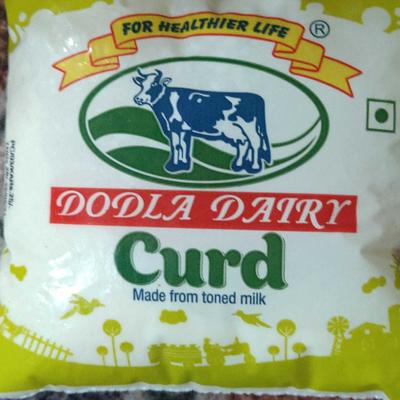 FOR HEALTHIER LIFE ®
DODLA DAIRY
Curd
Made from toned milk